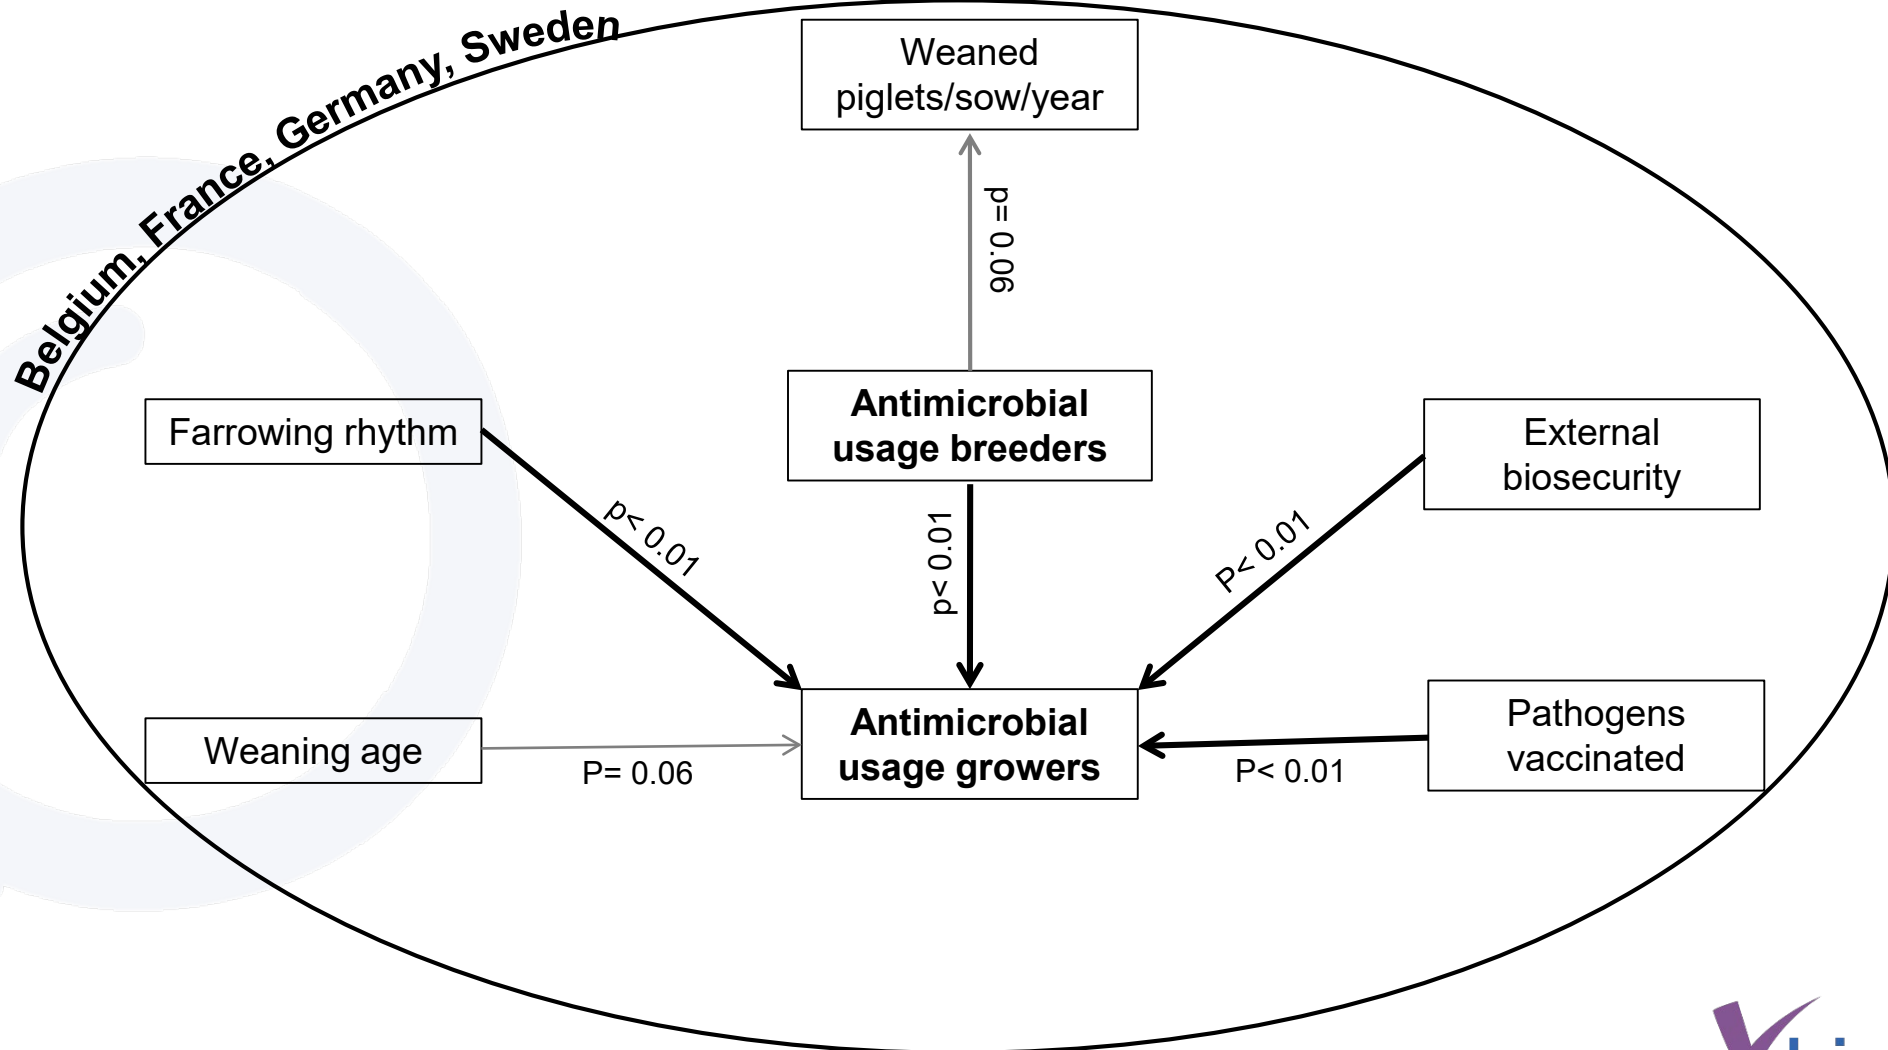 Belgium, France, Germany, Sweden
Weaned
piglets/sow/year
p= 0.06
Farrowing rhythm
Antimicrobial
usage breeders
External
biosecurity
p< 0.01
p< 0.01
P< 0.01
Weaning age
P= 0.06
Antimicrobial
usage growers
P< 0.01
Pathogens
vaccinated